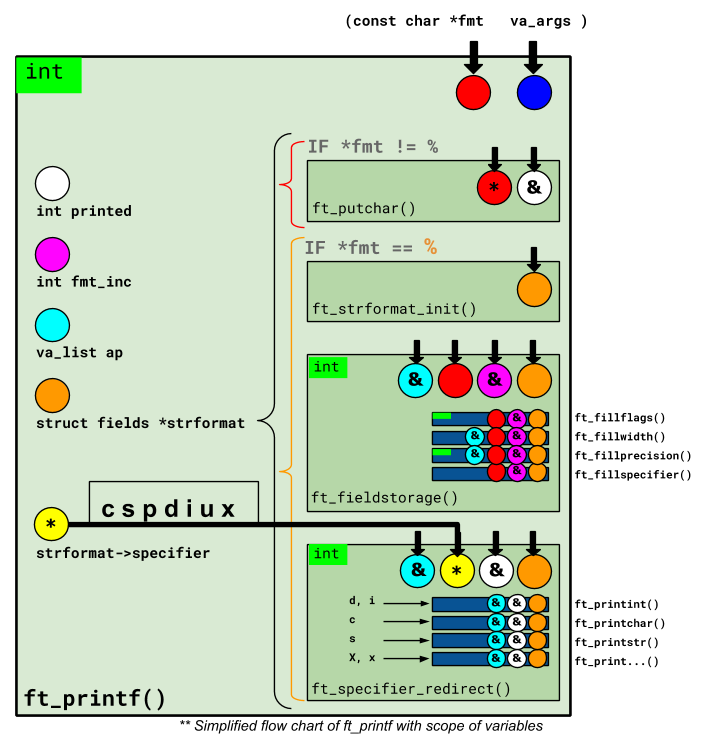 (const char *fmt va_args )
int
IF *fmt != %
* &
ft_putchar()
int printed
IF *fmt == %
int fmt_inc
ft_strformat_init()
va_list ap
int
& &
struct fields *strformat
& ft_fillflags()
& & ft_fillwidth()
& & ft_fillprecision()
& ft_fillspecifier()
ft_fieldstorage()
cspdiux
*
strformat->specifier
int
& * &
d, i & & ft_printint()
c & & ft_printchar()
s & & ft_printstr()
X, x & & ft_print...()
ft_specifier_redirect()
ft_printf()
** Simplified flow chart of ft_printf with scope of variables